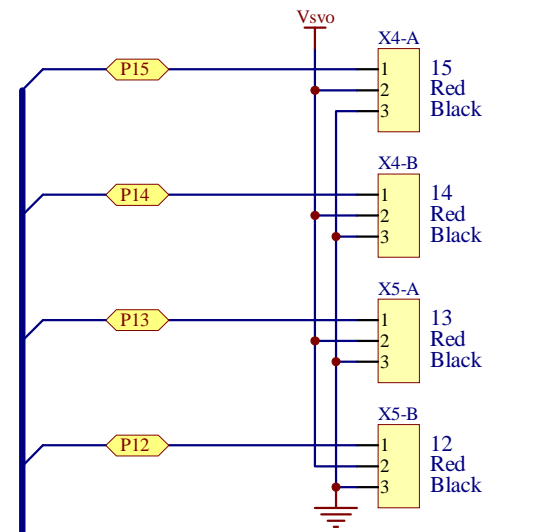 Vsvo
X4-A
P15 1 15
2 Red
3 Black
X4-B
P14 1 14
2 Red
3 Black
X5-A
P13 1 13
2 Red
3 Black
X5-B
P12 1 12
2 Red
3 Black